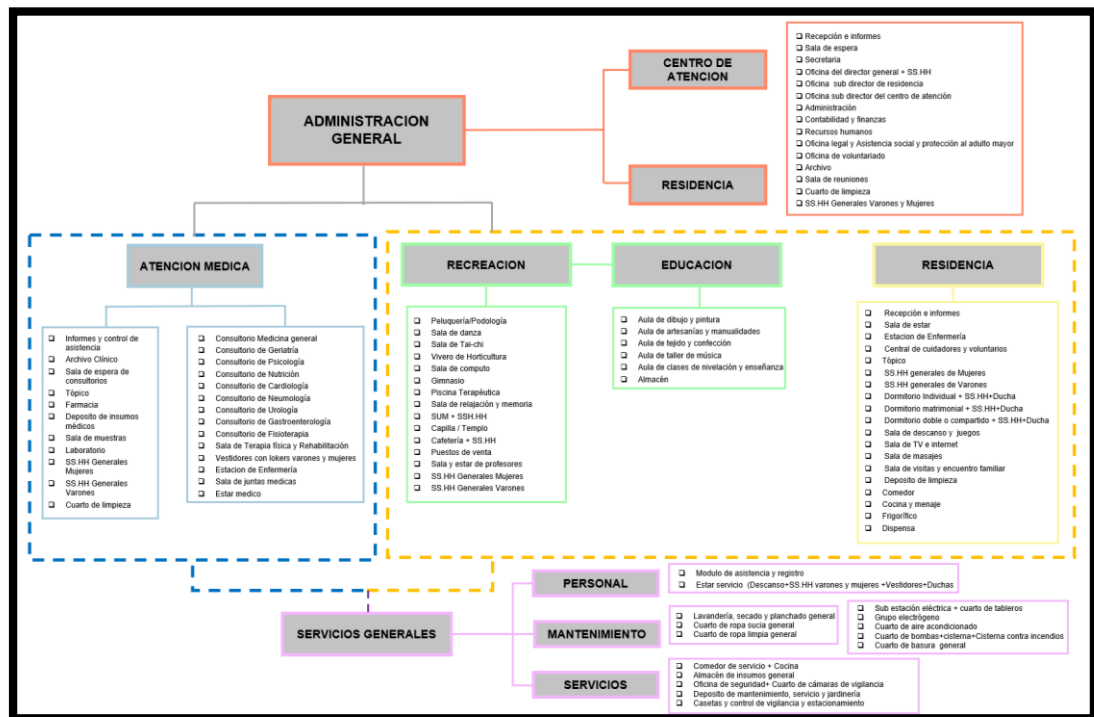 ADMINISTRACION
GENERAL
CENTRO DE
ATENCION
RESIDENCIA
Recepción e informes
Sala de espera
Secretaria
Oficina del director general + SS.HH
Oficina sub director de residencia
Oficina sub director del centro de atención
Administración
Contabilidad y finanzas
Recursos humanos
Oficina legal y Asistencia social y protección al adulto mayor
Oficina de voluntariado
Archivo
Sala de reuniones
Cuarto de limpieza
SS.HH Generales Varones y Mujeres
ATENCION MEDICA
Informes y control de
asistencia
Archivo Clínico
Sala de espera de
consultorios
Tópico
Farmacia
Deposito de insumos
médicos
Sala de muestras
Laboratorio
SS.HH Generales
Mujeres
SS.HH Generales
Varones
Cuarto de limpieza
Consultorio Medicina general
Consultorio de Geriatría
Consultorio de Psicología
Consultorio de Nutrición
Consultorio de Cardiología
Consultorio de Neumología
Consultorio de Urología
Consultorio de Gastroenterología
Consultorio de Fisioterapia
Sala de Terapia física y Rehabilitación
Vestidores con lokers varones y mujeres
Estacion de Enfermería
Sala de juntas medicas
Estar medico
RECREACION
Peluquería/Podología
Sala de danza
Sala de Tai-chi
Vivero de Horticultura
Sala de computo
Gimnasio
Piscina Terapéutica
Sala de relajación y memoria
SUM + SSH.HH
Capilla / Templo
Cafetería + SS.HH
Puestos de venta
Sala y estar de profesores
SS.HH Generales Mujeres
SS.HH Generales Varones
EDUCACION
Aula de dibujo y pintura
Aula de artesanías y manualidades
Aula de tejido y confección
Aula de taller de música
Aula de clases de nivelación y enseñanza
Almacén
RESIDENCIA
Recepción e informes
Sala de estar
Estacion de Enfermería
Central de cuidadores y voluntarios
Tópico
SS.HH generales de Mujeres
SS.HH generales de Varones
Dormitorio Individual + SS.HH+Ducha
Dormitorio matrimonial + SS.HH+Ducha
Dormitorio doble o compartido + SS.HH+Ducha
Sala de descanso y juegos
Sala de TV e internet
Sala de masajes
Sala de visitas y encuentro familiar
Deposito de limpieza
Comedor
Cocina y menaje
Frigorífico
Dispensa
SERVICIOS GENERALES
PERSONAL
Modulo de asistencia y registro
Estar servicio (Descanso+SS.HH varones y mujeres +Vestidores+Duchas
MANTENIMIENTO
Lavandería, secado y planchado general
Cuarto de ropa sucia general
Cuarto de ropa limpia general
Sub estación eléctrica + cuarto de tableros
Grupo electrógeno
Cuarto de aire acondicionado
Cuarto de bombas+cisterna+Cisterna contra incendios
Cuarto de basura general
SERVICIOS
Comedor de servicio + Cocina
Almacén de insumos general
Oficina de seguridad+ Cuarto de cámaras de vigilancia
Deposito de mantenimiento, servicio y jardinería
Casetas y control de vigilancia y estacionamiento